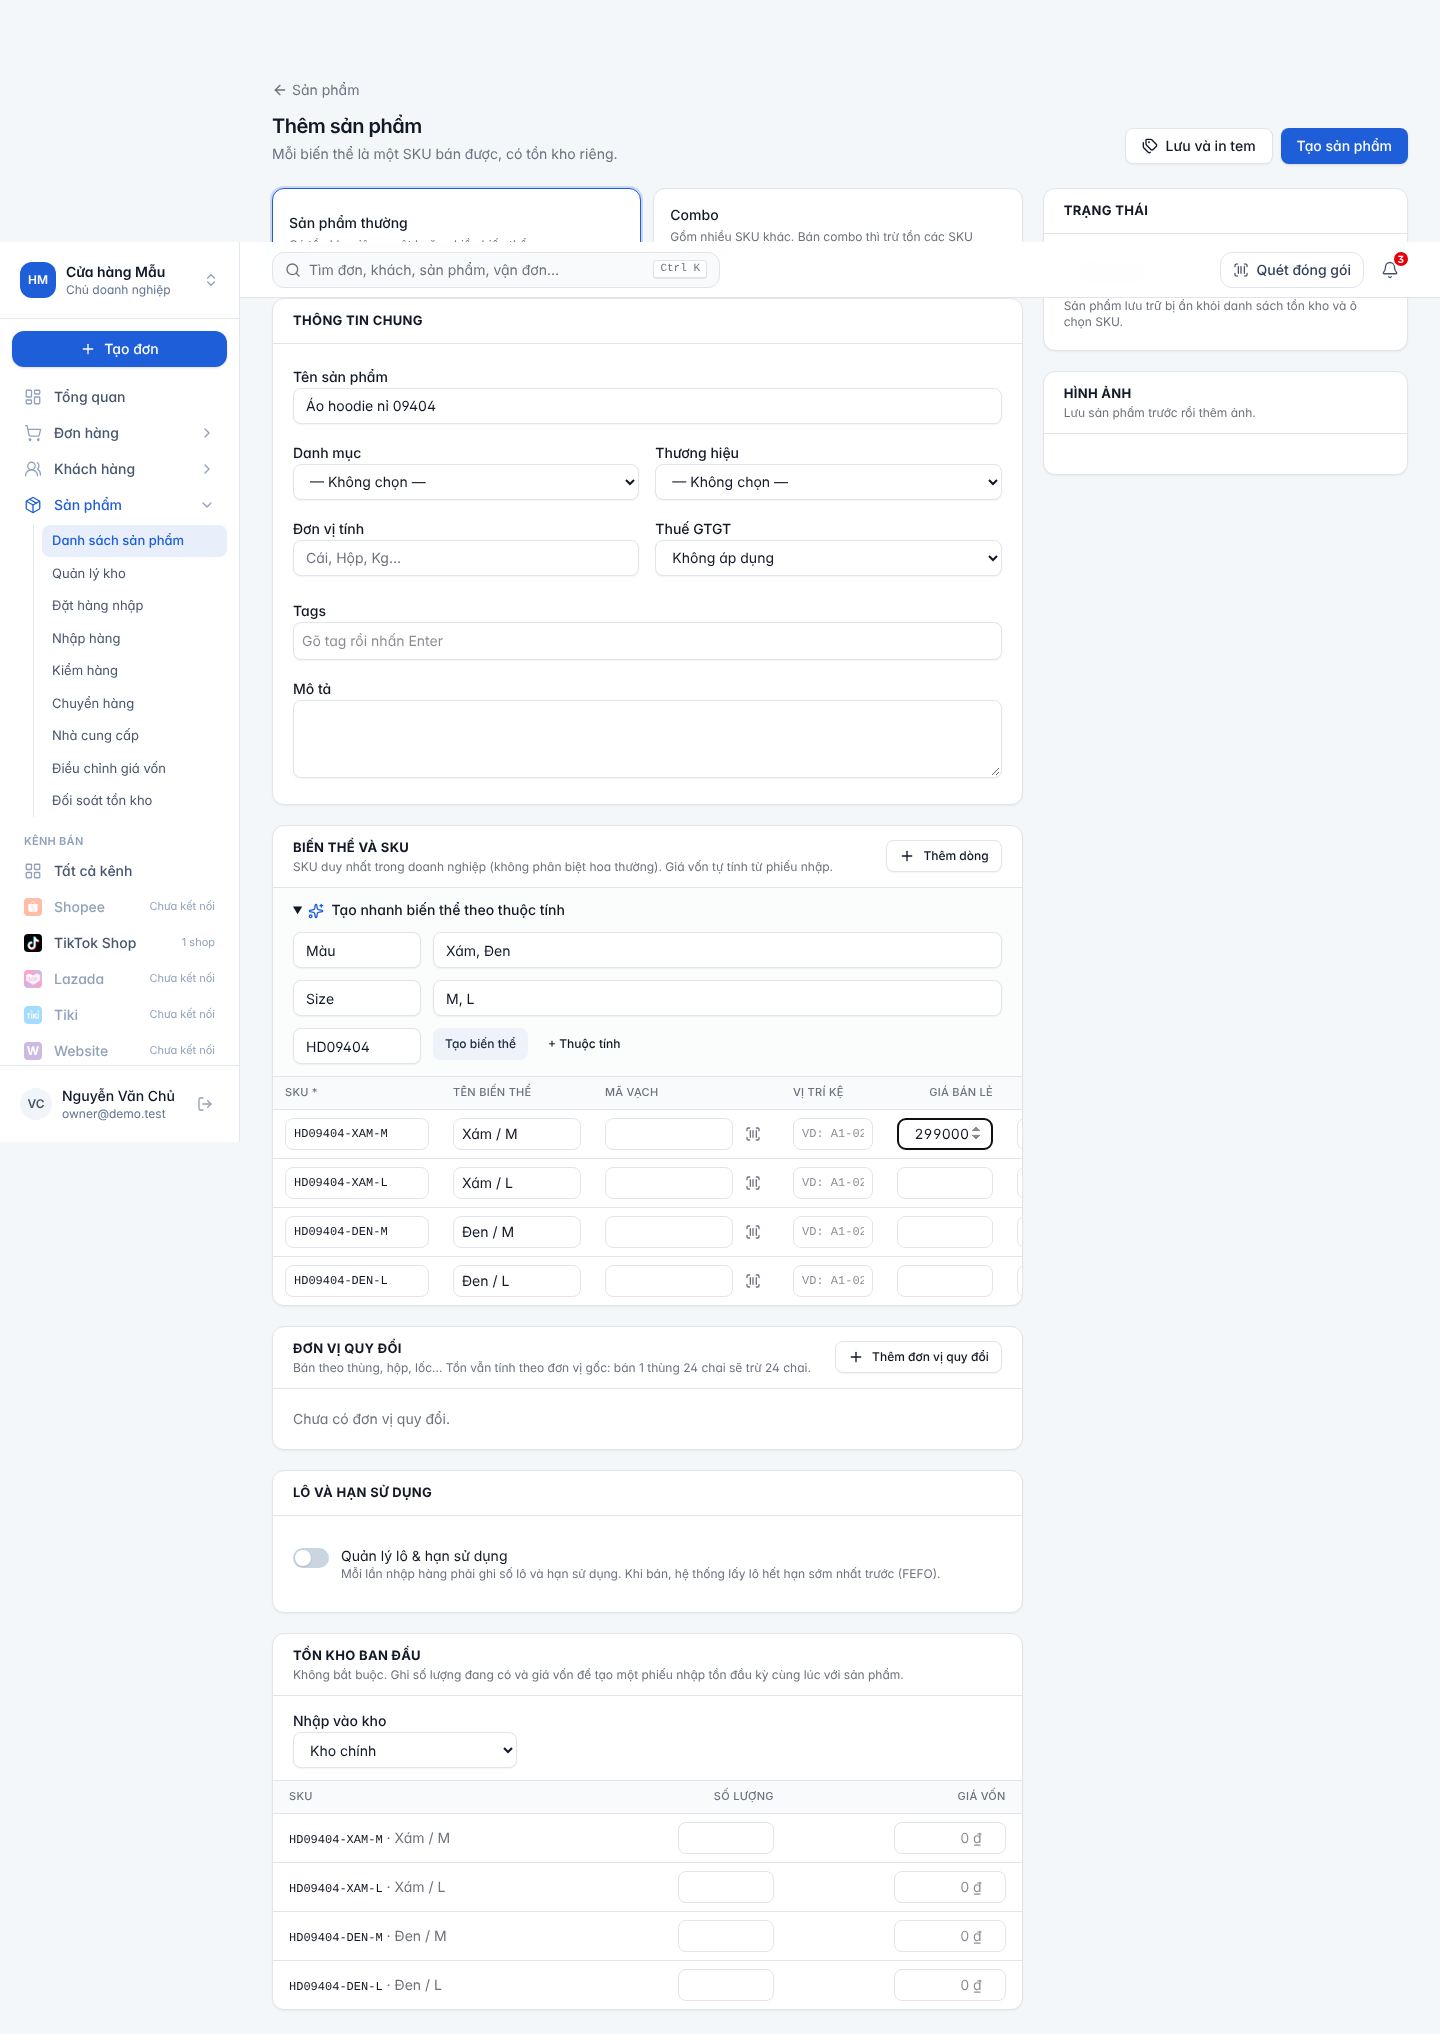 Sản phẩm
Thêm sản phẩm
Mỗi biến thể là một SKU bán được, có tồn kho riêng.
Lưu và in tem
Tạo sản phẩm
Sản phẩm thường
Combo
Gồm nhiều SKU khác. Bán combo thì trừ tồn các SKU
TRẠNG THÁI
HM
Cửa hàng Mẫu
Chủ doanh nghiệp
Tìm đơn, khách, sản phẩm, vận đơn...
Ctrl K
Quét đóng gói
3
Sản phẩm lưu trữ bị ẩn khỏi danh sách tồn kho và ô
chọn SKU.
Tạo đơn
Tổng quan
Đơn hàng
Khách hàng
Sản phẩm
Danh sách sản phẩm
Quản lý kho
Đặt hàng nhập
Nhập hàng
Kiểm hàng
Chuyển hàng
Nhà cung cấp
Điều chỉnh giá vốn
Đối soát tồn kho
KÊNH BÁN
Tất cả kênh
Shopee Chưa kết nối
TikTok Shop 1 shop
Lazada Chưa kết nối
Tiki Chưa kết nối
W Website Chưa kết nối
VC
Nguyễn Văn Chủ
owner@demo.test
THÔNG TIN CHUNG
Tên sản phẩm
Áo hoodie nỉ 09404
Danh mục
Thương hiệu
— Không chọn —
— Không chọn —
Đơn vị tính
Thuế GTGT
Cái, Hộp, Kg...
Không áp dụng
Tags
Gõ tag rồi nhấn Enter
Mô tả
HÌNH ẢNH
Lưu sản phẩm trước rồi thêm ảnh.
BIẾN THỂ VÀ SKU
SKU duy nhất trong doanh nghiệp (không phân biệt hoa thường). Giá vốn tự tính từ phiếu nhập.
Thêm dòng
Tạo nhanh biến thể theo thuộc tính
Màu
Xám, Đen
Size
M, L
HD09404
Tạo biến thể
+ Thuộc tính
SKU * TÊN BIẾN THỂ MÃ VẠCH VỊ TRÍ KỆ GIÁ BÁN LẺ
HD09404-XAM-M Xám / M VD: A1-02 299000
HD09404-XAM-L Xám / L VD: A1-02
HD09404-DEN-M Đen / M VD: A1-02
HD09404-DEN-L Đen / L VD: A1-02
ĐƠN VỊ QUY ĐỔI
Bán theo thùng, hộp, lốc... Tồn vẫn tính theo đơn vị gốc: bán 1 thùng 24 chai sẽ trừ 24 chai.
Thêm đơn vị quy đổi
Chưa có đơn vị quy đổi.
LÔ VÀ HẠN SỬ DỤNG
Quản lý lô & hạn sử dụng
Mỗi lần nhập hàng phải ghi số lô và hạn sử dụng. Khi bán, hệ thống lấy lô hết hạn sớm nhất trước (FEFO).
TỒN KHO BAN ĐẦU
Không bắt buộc. Ghi số lượng đang có và giá vốn để tạo một phiếu nhập tồn đầu kỳ cùng lúc với sản phẩm.
Nhập vào kho
Kho chính
SKU SỐ LƯỢNG GIÁ VỐN
HD09404-XAM-M · Xám / M 0 ₫
HD09404-XAM-L · Xám / L 0 ₫
HD09404-DEN-M · Đen / M 0 ₫
HD09404-DEN-L · Đen / L 0 ₫